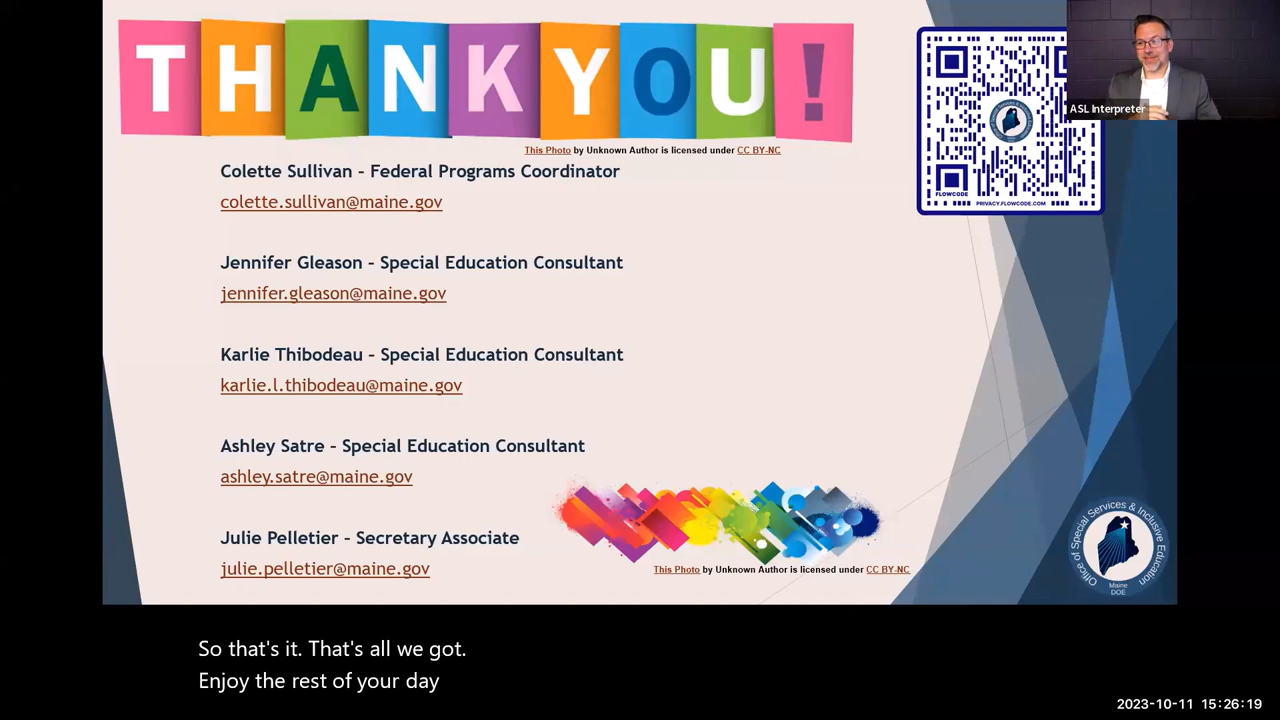 THANK YOU!
ASL Interpreter
FLOWCODE
PRIVACY.FLOWCODE.COM
This Photo by Unknown Author is licensed under CC BY-NC
Colette Sullivan – Federal Programs Coordinator
colette.sullivan@maine.gov
Jennifer Gleason – Special Education Consultant
jennifer.gleason@maine.gov
Karlie Thibodeau – Special Education Consultant
karlie.l.thibodeau@maine.gov
Ashley Satre – Special Education Consultant
ashley.satre@maine.gov
Julie Pelletier – Secretary Associate
julie.pelletier@maine.gov
This Photo by Unknown Author is licensed under CC BY-NC
Office of Special Services & Inclusive Education
Maine
DOE
So that's it. That's all we got.
Enjoy the rest of your day
2023-10-11 15:26:19